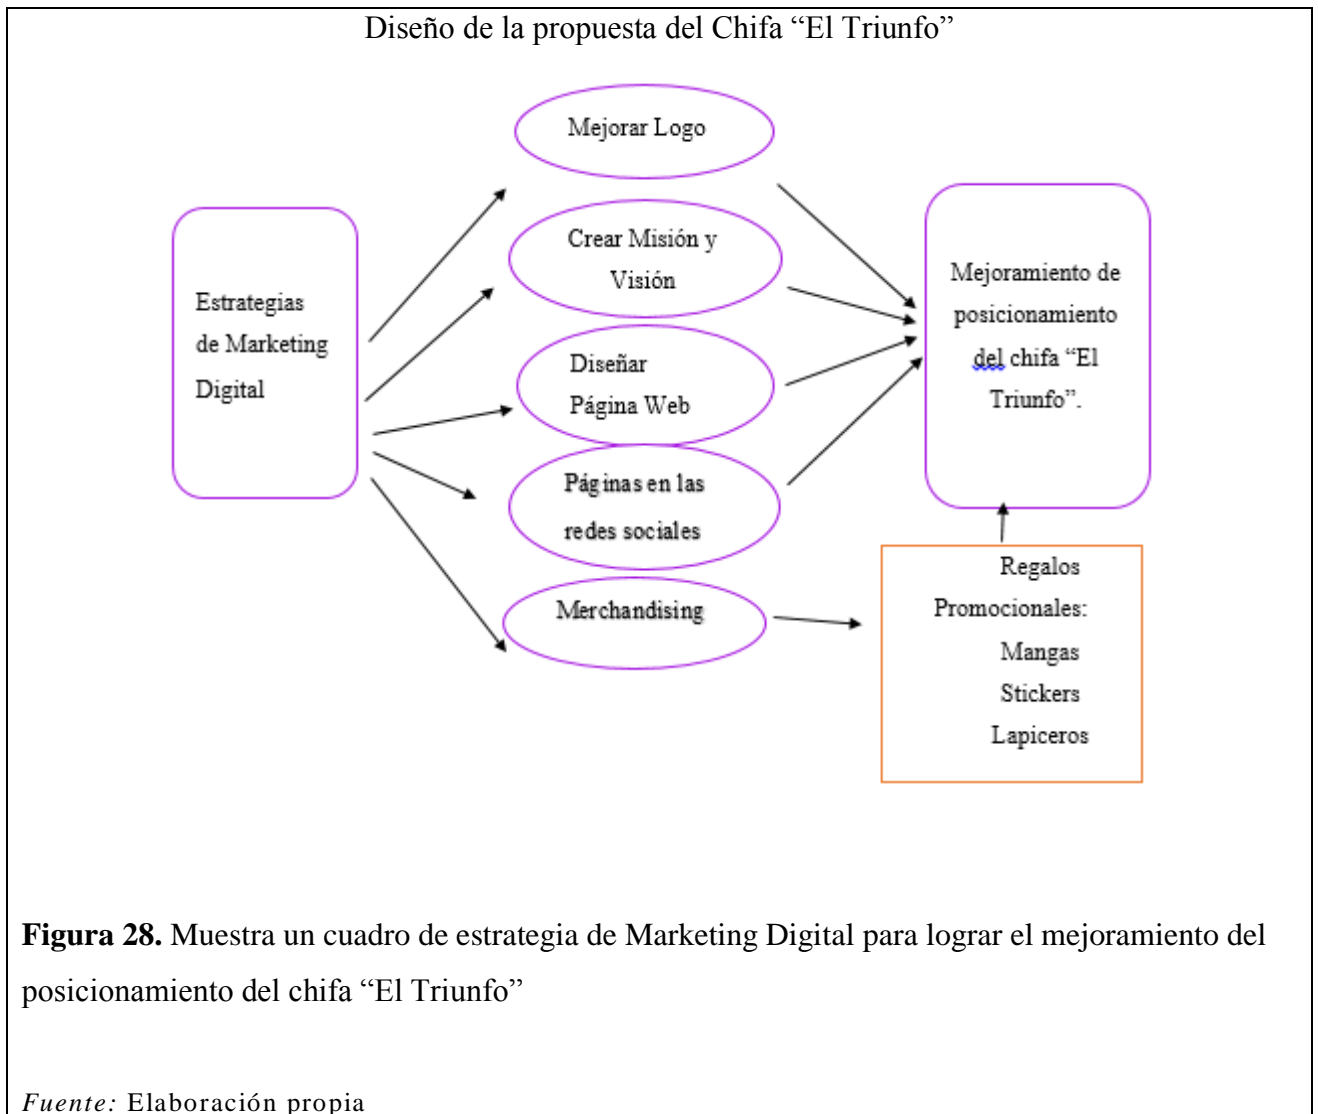 Diseño de la propuesta del Chifa “El Triunfo”
Mejorar Logo
Crear Misión y
Visión
Estrategias
de Marketing
Digital
Diseñar
Página Web
Páginas en las
redes sociales
Merchandising
Mejoramiento de
posicionamiento
del chifa “El
Triunfo”.
Regalos
Promocionales:
Mangas
Stickers
Lapiceros
Figura 28. Muestra un cuadro de estrategia de Marketing Digital para lograr el mejoramiento del
posicionamiento del chifa “El Triunfo”
Fuente: Elaboración propia